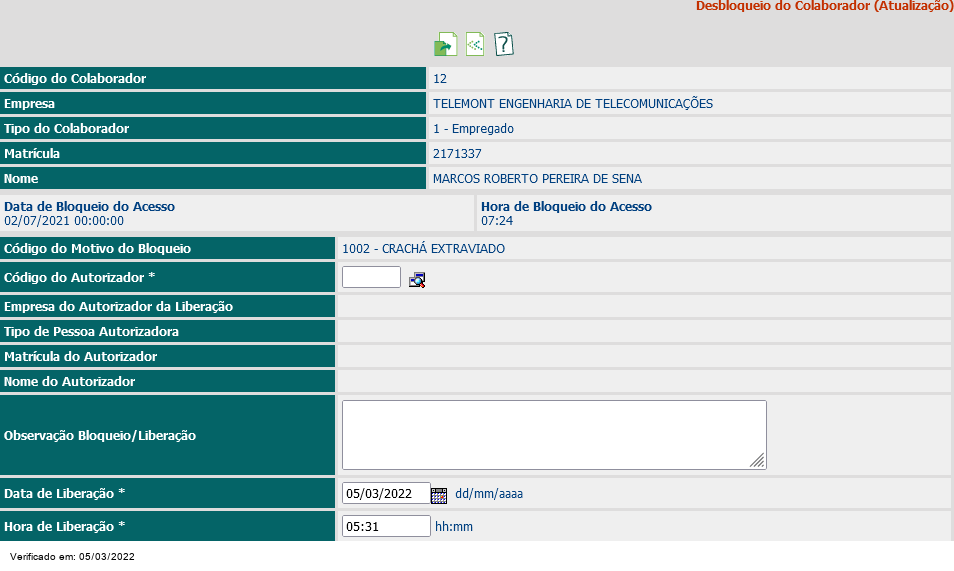 Desbloqueio do Colaborador (Atualização)
Código do Colaborador 12
Empresa TELEMONT ENGENHARIA DE TELECOMUNICAÇÕES
Tipo do Colaborador 1 - Empregado
Matrícula 2171337
Nome MARCOS ROBERTO PEREIRA DE SENA
Data de Bloqueio do Acesso Hora de Bloqueio do Acesso
02/07/2021 00:00:00 07:24
Código do Motivo do Bloqueio 1002 - CRACHÁ EXTRAVIADO
Código do Autorizador *
Empresa do Autorizador da Liberação
Tipo de Pessoa Autorizadora
Matrícula do Autorizador
Nome do Autorizador
Observação Bloqueio/Liberação
Data de Liberação * 05/03/2022 dd/mm/aaaa
Hora de Liberação * 05:31 hh:mm
Verificado em: 05/03/2022